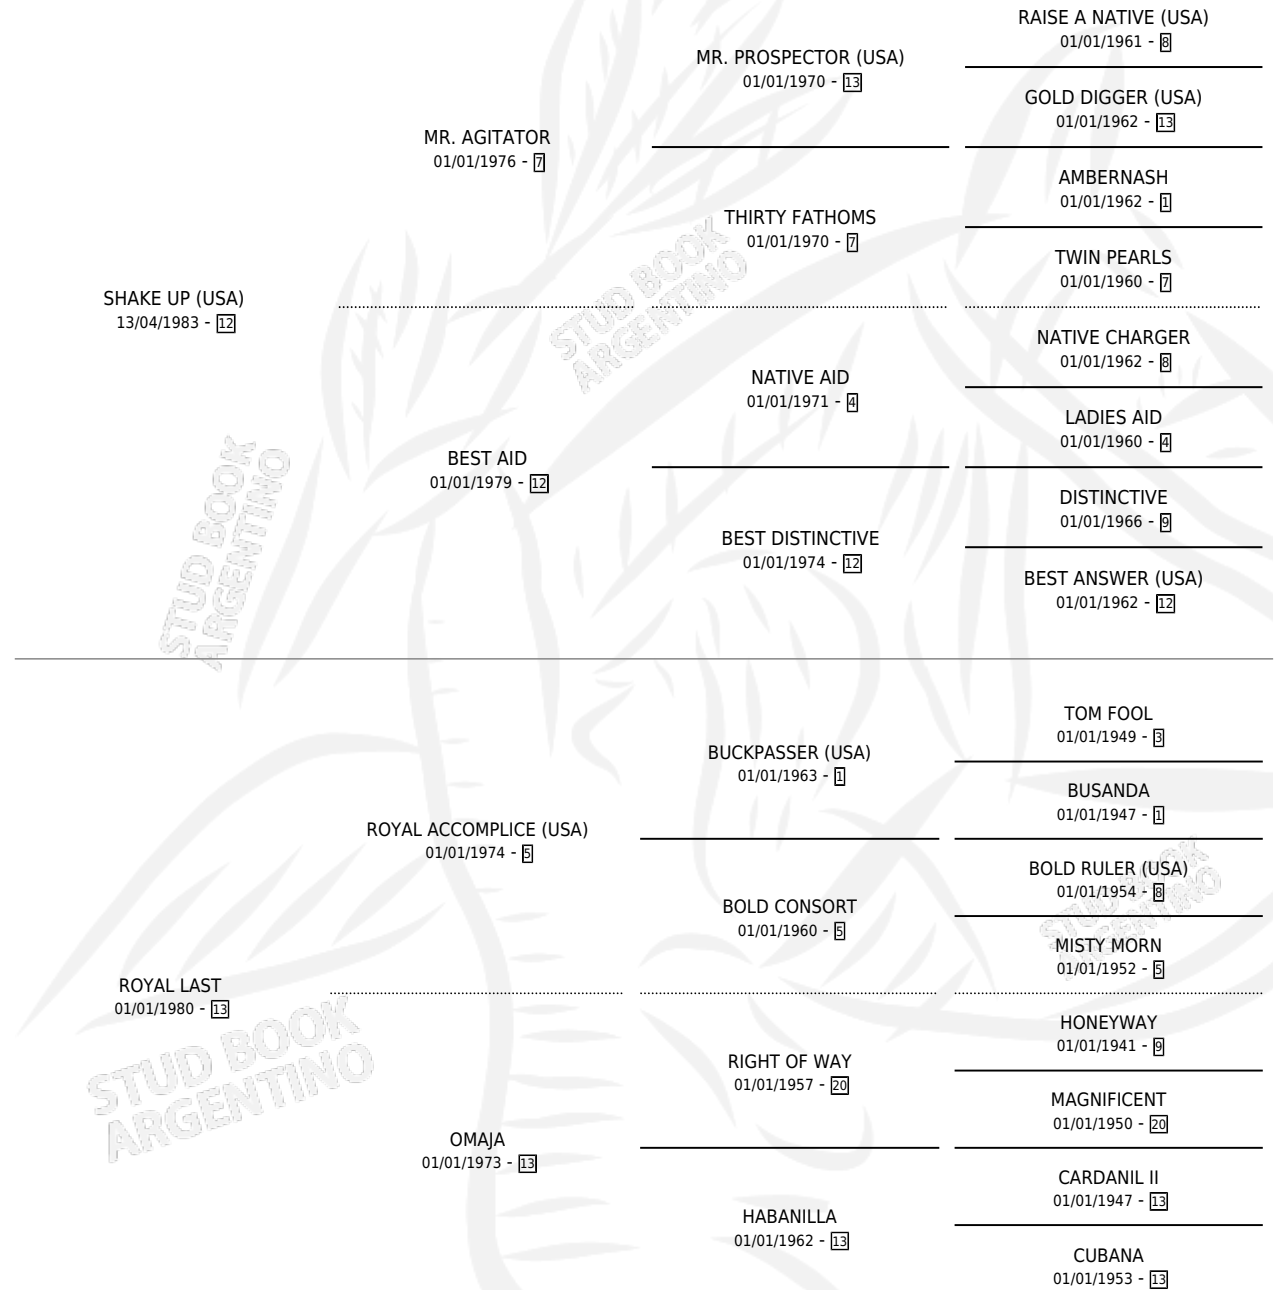 RAISE A NATIVE (USA)
01/01/1961 - 8
MR. PROSPECTOR (USA)
01/01/1970 - 13
GOLD DIGGER (USA)
01/01/1962 - 13
MR. AGITATOR
01/01/1976 - 7
AMBERNASH
01/01/1962 - 1
THIRTY FATHOMS
01/01/1970 - 7
TWIN PEARLS
01/01/1960 - 7
SHAKE UP (USA)
13/04/1983 - 12
STUD BOOK
ARGENTINO
NATIVE CHARGER
01/01/1962 - 8
NATIVE AID
01/01/1971 - 4
LADIES AID
01/01/1960 - 4
BEST AID
01/01/1979 - 12
DISTINCTIVE
01/01/1966 - 9
BEST DISTINCTIVE
01/01/1974 - 12
BEST ANSWER (USA)
01/01/1962 - 12
STUD BOOK
ARGENTINO
TOM FOOL
01/01/1949 - 3
BUCKPASSER (USA)
01/01/1963 - 1
BUSANDA
01/01/1947 - 1
ROYAL ACCOMPLICE (USA)
01/01/1974 - 5
BOLD RULER (USA)
01/01/1954 - 8
BOLD CONSORT
01/01/1960 - 5
MISTY MORN
01/01/1952 - 5
STUD BOOK
ARGENTINO
ROYAL LAST
01/01/1980 - 13
HONEYWAY
01/01/1941 - 9
RIGHT OF WAY
01/01/1957 - 20
MAGNIFICENT
01/01/1950 - 20
STUD BOOK
ARGENTINO
OMAJA
01/01/1973 - 13
CARDANIL II
01/01/1947 - 13
HABANILLA
01/01/1962 - 13
CUBANA
01/01/1953 - 13